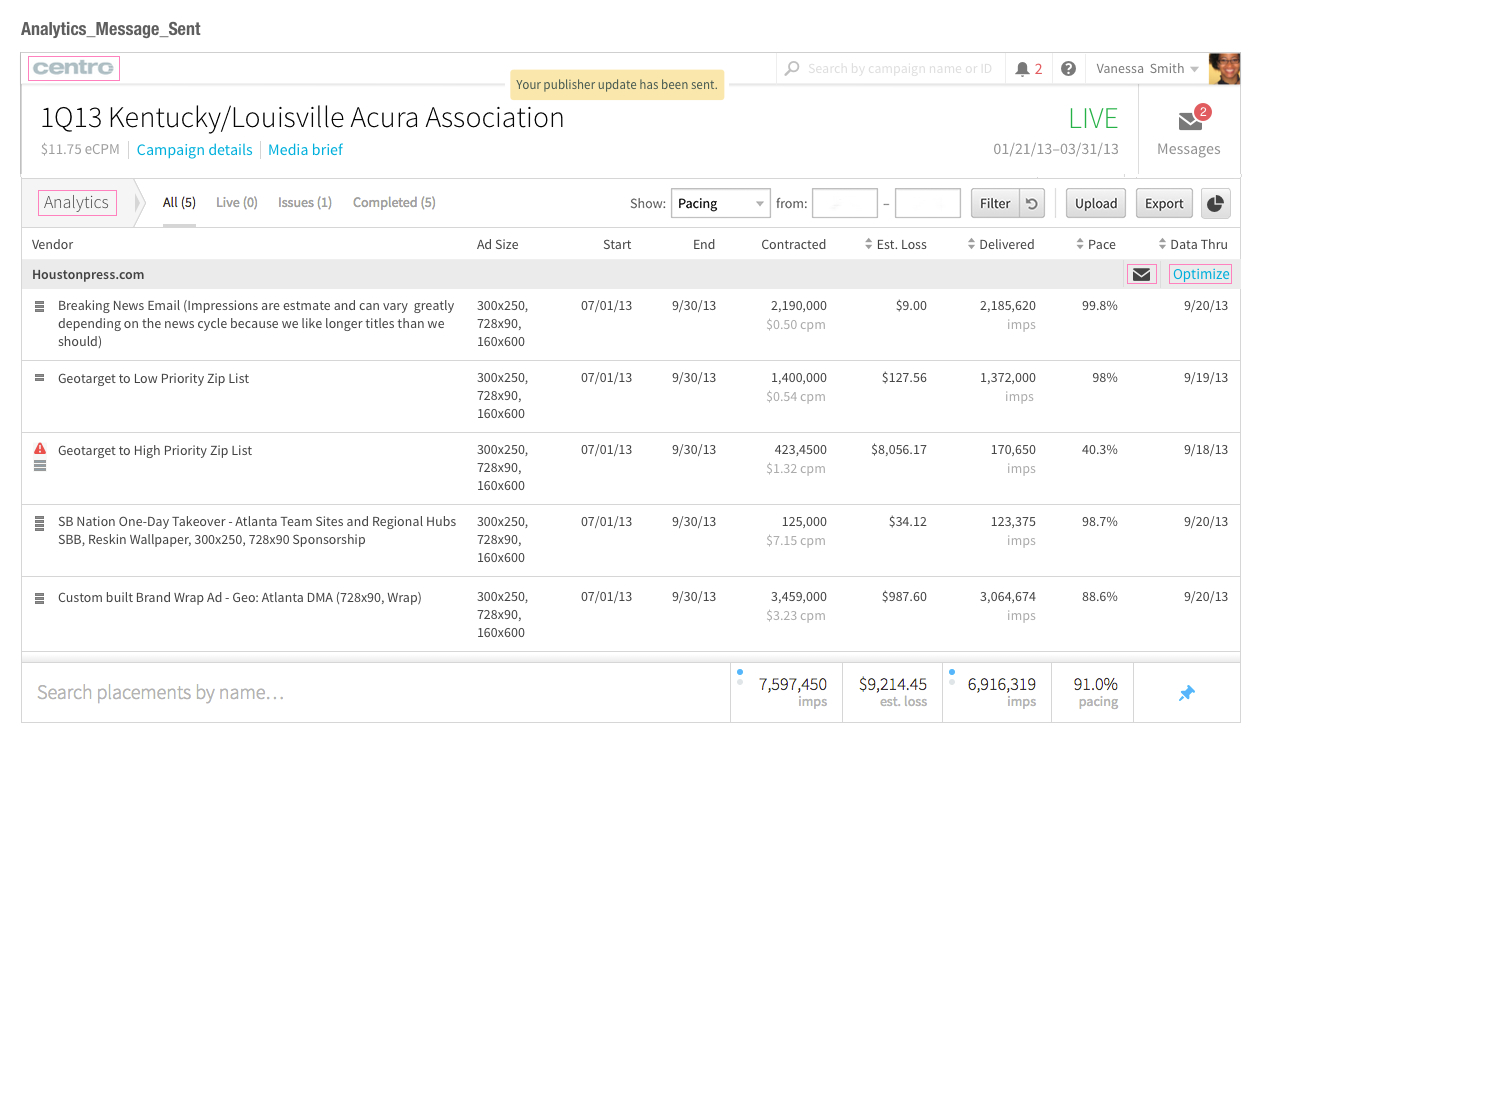 Analytics_Message_Sent
centro
Search by campaign name or ID
2
Vanessa Smith
Your publisher update has been sent.
1Q13 Kentucky/Louisville Acura Association
LIVE
2
$11.75 eCPM
Campaign details
Media brief
01/21/13–03/31/13
Messages
Analytics
All (5)
Live (0)
Issues (1)
Completed (5)
Show:
Pacing
from:
–
Filter
Upload
Export
Vendor
Ad Size
Start
End
Contracted
Est. Loss
Delivered
Pace
Data Thru
Houstonpress.com
Optimize
Breaking News Email (Impressions are estmate and can vary greatly
depending on the news cycle because we like longer titles than we
should)
300x250,
728x90,
160x600
07/01/13
9/30/13
2,190,000
$0.50 cpm
$9.00
2,185,620
imps
99.8%
9/20/13
Geotarget to Low Priority Zip List
300x250,
728x90,
160x600
07/01/13
9/30/13
1,400,000
$0.54 cpm
$127.56
1,372,000
imps
98%
9/19/13
Geotarget to High Priority Zip List
300x250,
728x90,
160x600
07/01/13
9/30/13
423,4500
$1.32 cpm
$8,056.17
170,650
imps
40.3%
9/18/13
SB Nation One-Day Takeover - Atlanta Team Sites and Regional Hubs
SBB, Reskin Wallpaper, 300x250, 728x90 Sponsorship
300x250,
728x90,
160x600
07/01/13
9/30/13
125,000
$7.15 cpm
$34.12
123,375
imps
98.7%
9/20/13
Custom built Brand Wrap Ad - Geo: Atlanta DMA (728x90, Wrap)
300x250,
728x90,
160x600
07/01/13
9/30/13
3,459,000
$3.23 cpm
$987.60
3,064,674
imps
88.6%
9/20/13
Search placements by name…
7,597,450
imps
$9,214.45
est. loss
6,916,319
imps
91.0%
pacing